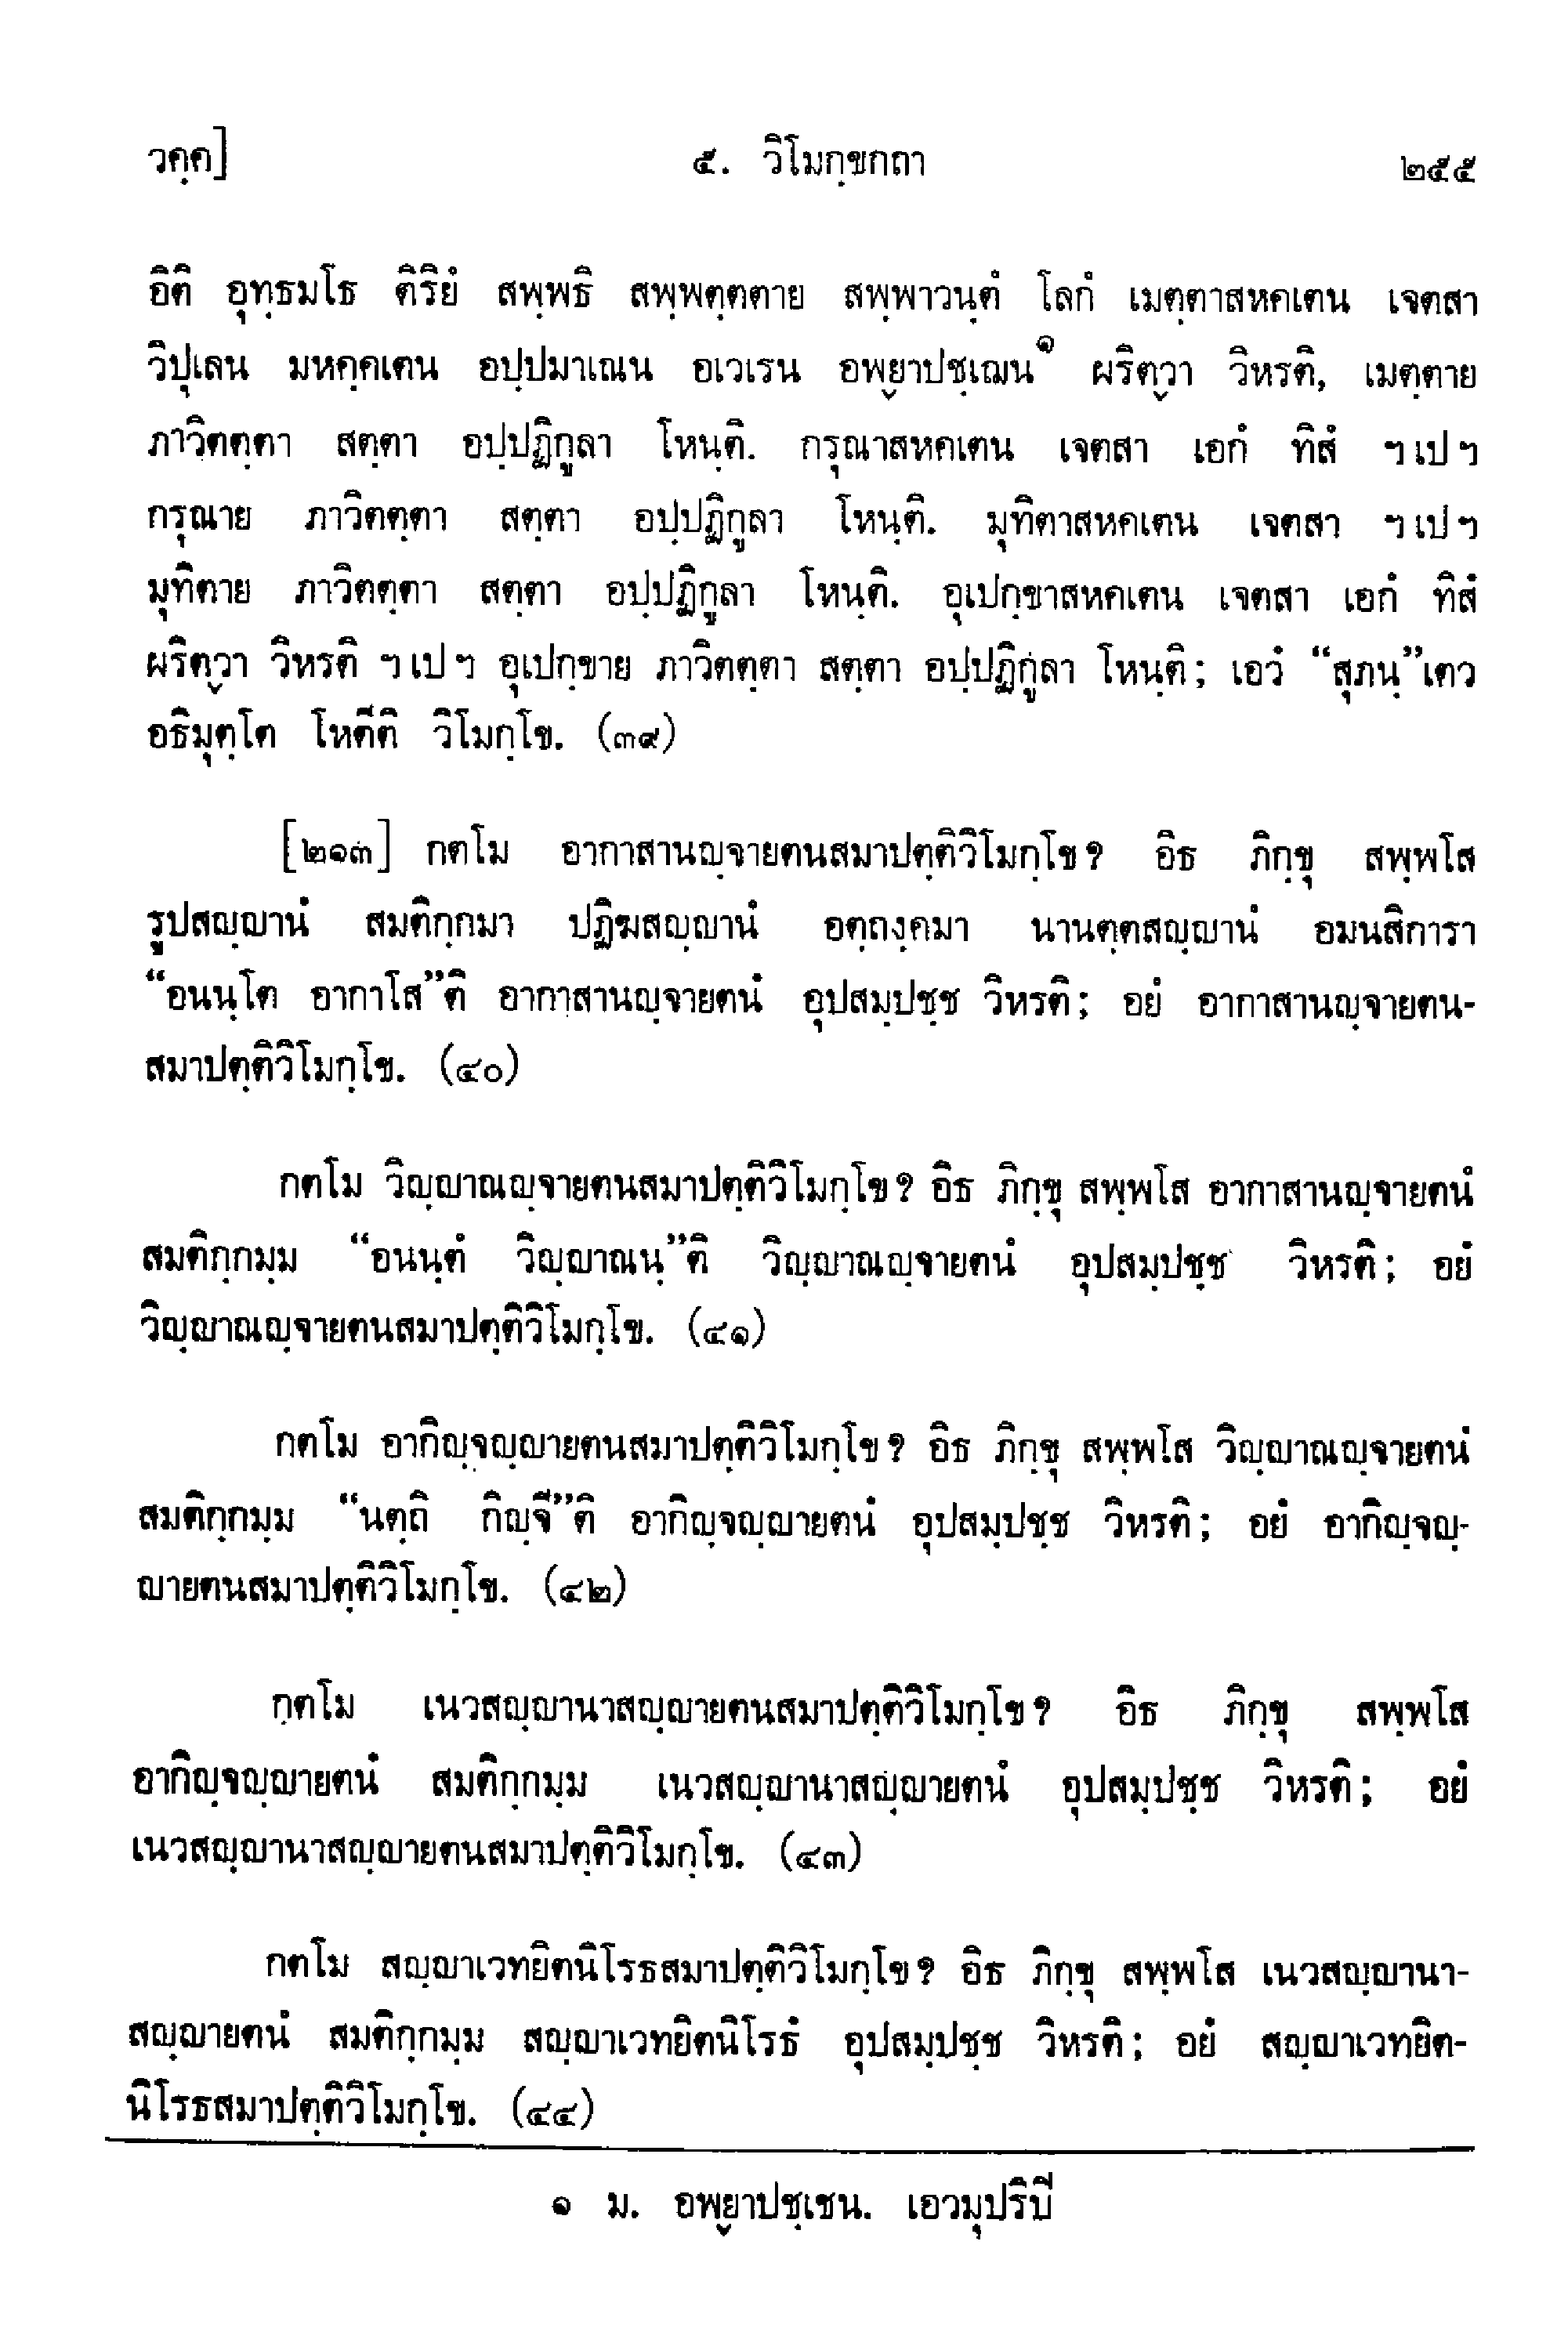 วคฺค] ๕. วิโมกฺขกถา ๒๕๕
อิติ อุทฺธมโธ ติริยํ สพฺพธิ สพฺพตฺตตาย สพฺพาวนฺตํ โลกํ เมตฺตาสหคเตน เจตสา
วิปุเลน มหคฺคเตน อปฺปมาเณน อเวเรน อพฺยาปชฺเฌน๑ ผริตฺวา วิหรติ, เมตฺตาย
ภาวิตตฺตา สตฺตา อปฺปฏิกูลา โหนฺติ. กรุณาสหคเตน เจตสา เอกํ ทิสํ ฯ เป ฯ
กรุณาย ภาวิตตฺตา สตฺตา อปฺปฏิกูลา โหนฺติ. มุทิตาสหคเตน เจตสา ฯ เป ฯ
มุทิตาย ภาวิตตฺตา สตฺตา อปฺปฏิกูลา โหนฺติ. อุเปกฺขาสหคเตน เจตสา เอกํ ทิสํ
ผริตฺวา วิหรติ ฯ เป ฯ อุเปกฺขาย ภาวิตตฺตา สตฺตา อปฺปฏิกูลา โหนฺติ; เอวํ “สุภนฺ”เตว
อธิมุตฺโต โหตีติ วิโมกฺโข. (๓๙)
[๒๑๓] กตโม อากาสานญฺจายตนสมาปตฺติวิโมกฺโข? อิธ ภิกฺขุ สพฺพโส
รูปสญฺญานํ สมติกฺกมา ปฏิฆสญฺญานํ อตฺถงฺคมา นานตฺตสญฺญานํ อมนสิการา
“อนนฺโต อากาโส”ติ อากาสานญฺจายตนํ อุปสมฺปชฺช วิหรติ; อยํ อากาสานญฺจายตน-
สมาปตฺติวิโมกฺโข. (๔๐)
กตโม วิญฺญาณญฺจายตนสมาปตฺติวิโมกฺโข? อิธ ภิกฺขุ สพฺพโส อากาสานญฺจายตนํ
สมติกฺกมฺม “อนนฺตํ วิญฺญาณนฺ”ติ วิญฺญาณญฺจายตนํ อุปสมฺปชฺช วิหรติ; อยํ
วิญฺญาณญฺจายตนสมาปตฺติวิโมกฺโข. (๔๑)
กตโม อากิญฺจญฺญายตนสมาปตฺติวิโมกฺโข? อิธ ภิกฺขุ สพฺพโส วิญฺญาณญฺจายตนํ
สมติกฺกมฺม “นตฺถิ กิญฺจี”ติ อากิญฺจญฺญายตนํ อุปสมฺปชฺช วิหรติ; อยํ อากิญฺจญฺ-
ญายตนสมาปตฺติวิโมกฺโข. (๔๒)
กตโม เนวสญฺญานาสญฺญายตนสมาปตฺติวิโมกฺโข? อิธ ภิกฺขุ สพฺพโส
อากิญฺจญฺญายตนํ สมติกฺกมฺม เนวสญฺญานาสญฺญายตนํ อุปสมฺปชฺช วิหรติ; อยํ
เนวสญฺญานาสญฺญายตนสมาปตฺติวิโมกฺโข. (๔๓)
กตโม สญฺญาเวทยิตนิโรธสมาปตฺติวิโมกฺโข? อิธ ภิกฺขุ สพฺพโส เนวสญฺญานา-
สญฺญายตนํ สมติกฺกมฺม สญฺญาเวทยิตนิโรธํ อุปสมฺปชฺช วิหรติ; อยํ สญฺญาเวทยิต-
นิโรธสมาปตฺติวิโมกฺโข. (๔๔)
๑ ม. อพฺยาปชฺเชน. เอวมุปริปี